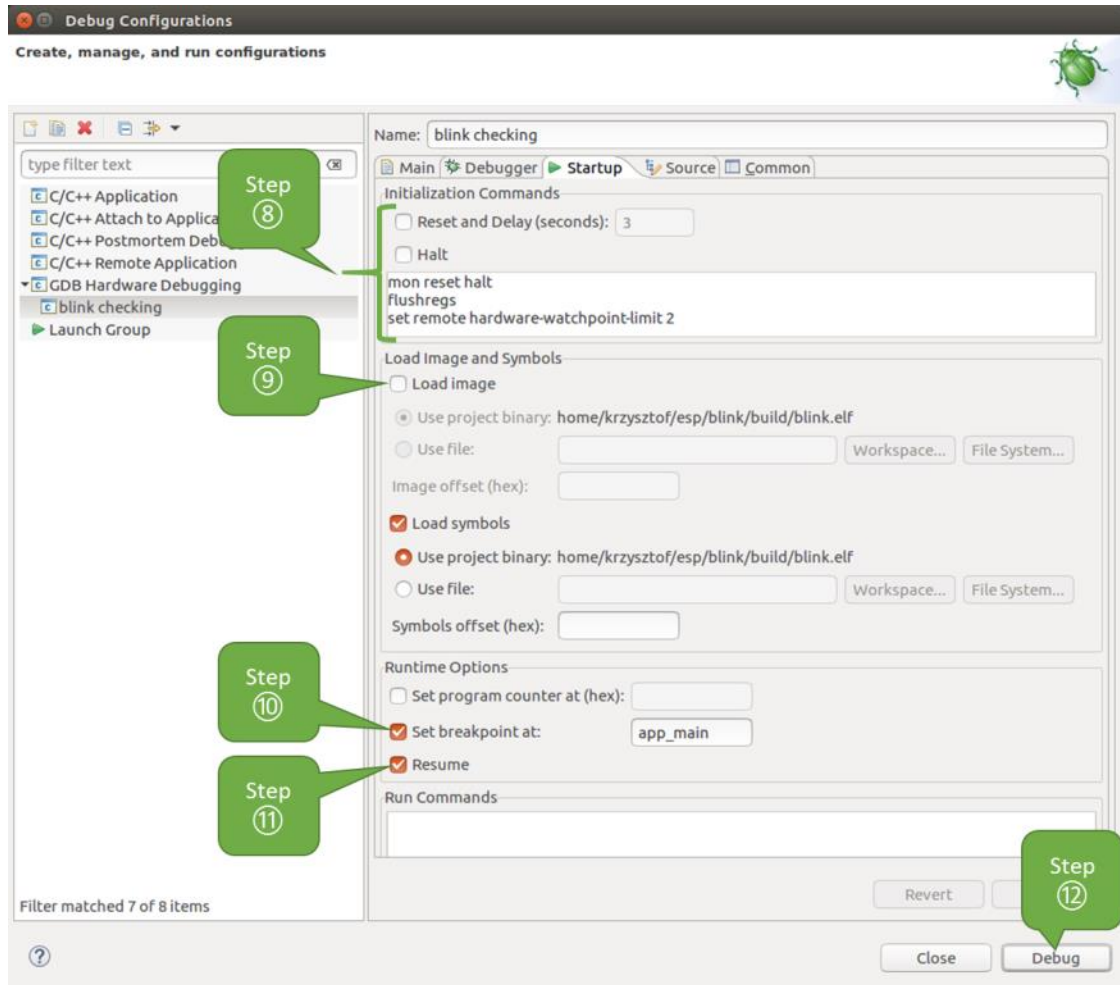 Debug Configurations
Create, manage, and run configurations
type filter text
C/C++ Application
C/C++ Attach to Applica
C/C++ Postmortem Debu
C/C++ Remote Application
GDB Hardware Debugging
blink checking
Launch Group
Filter matched 7 of 8 items
Step
⑧
Step
⑨
Step
⑩
Step
⑪
Name: blink checking
Main Debugger Startup Source Common
Initialization Commands
Reset and Delay (seconds): 3
Halt
mon reset halt
flushregs
set remote hardware-watchpoint-limit 2
Load Image and Symbols
Load image
Use project binary: home/krzysztof/esp/blink/build/blink.elf
Use file: Workspace... File System...
Image offset (hex):
Load symbols
Use project binary: home/krzysztof/esp/blink/build/blink.elf
Use file: Workspace... File System...
Symbols offset (hex):
Runtime Options
Set program counter at (hex):
Set breakpoint at: app_main
Resume
Run Commands
Step
⑫
Revert
Close Debug